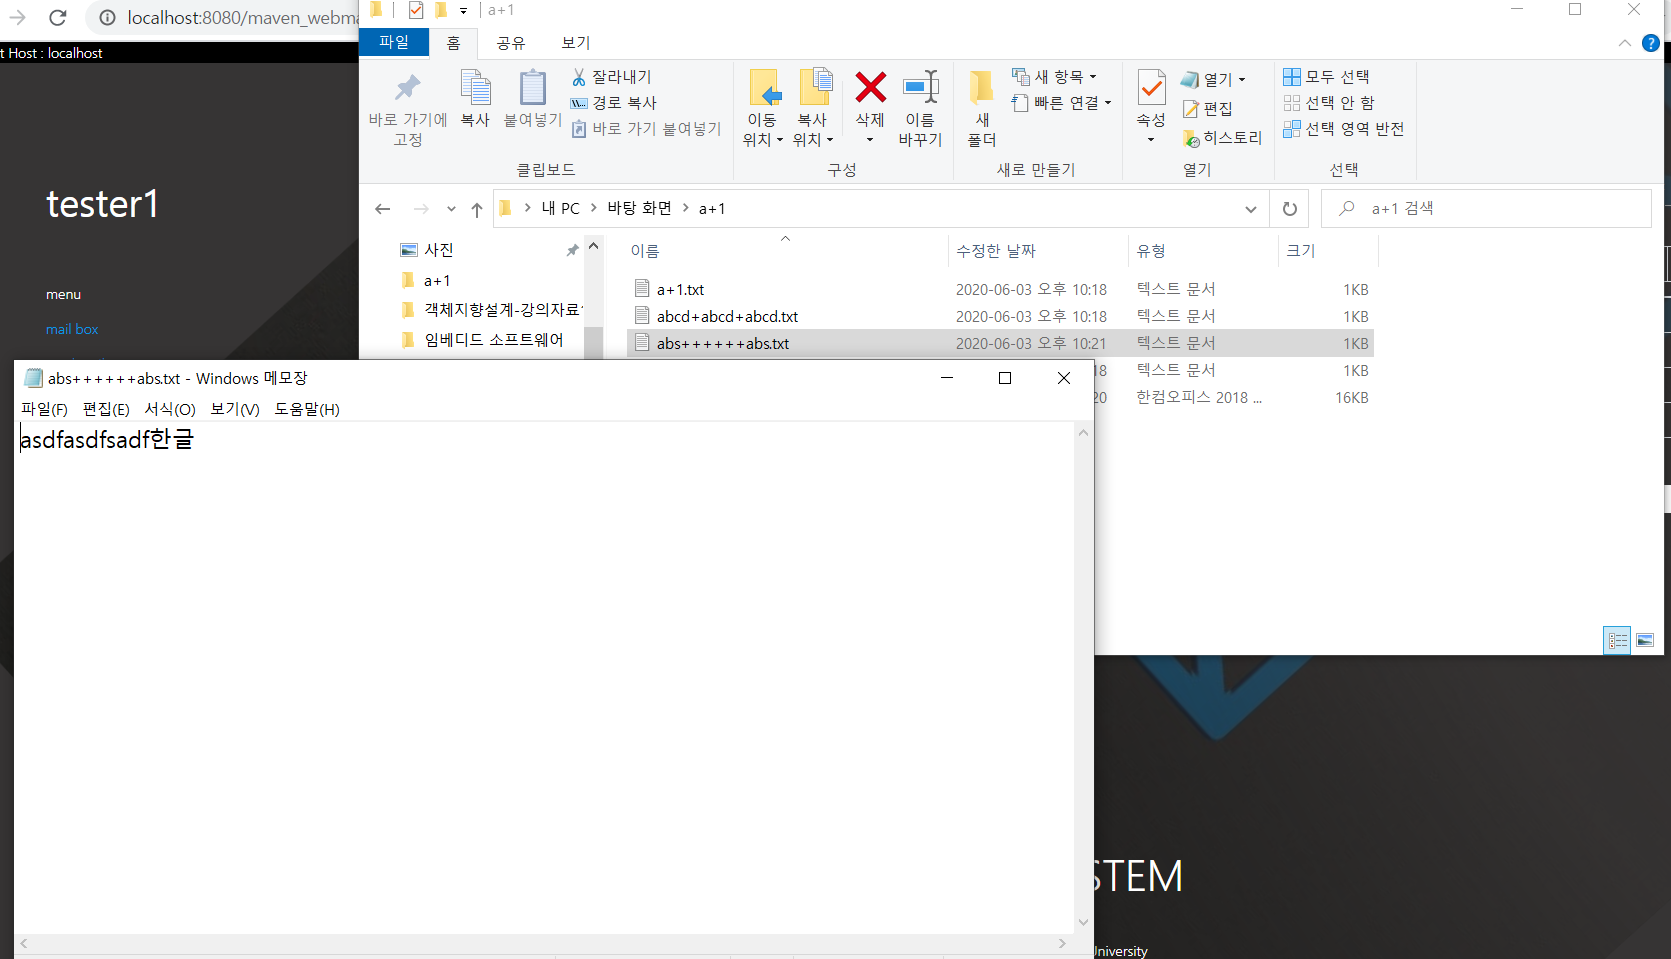 localhost:8080/maven_webma
t Host : localhost
tester1
menu
mail box
a+1
파일
홈
공유
보기
바로 가기에
고정
복사
붙여넣기
잘라내기
경로 복사
바로 가기 붙여넣기
클립보드
이동
위치
복사
위치
삭제
이름
바꾸기
구성
새
폴더
새 항목
빠른 연결
새로 만들기
속성
열기
편집
히스토리
열기
모두 선택
선택 안 함
선택 영역 반전
선택
내 PC > 바탕 화면 > a+1
a+1 검색
사진
a+1
객체지향설계-강의자료
임베디드 소프트웨어
이름 수정한 날짜 유형 크기
a+1.txt 2020-06-03 오후 10:18 텍스트 문서 1KB
abcd+abcd+abcd.txt 2020-06-03 오후 10:18 텍스트 문서 1KB
abs++++++abs.txt 2020-06-03 오후 10:21 텍스트 문서 1KB
18 텍스트 문서 1KB
20 한컴오피스 2018 ... 16KB
abs++++++abs.txt - Windows 메모장
파일(F) 편집(E) 서식(O) 보기(V) 도움말(H)
asdfasdfsadf한글
STEM
University